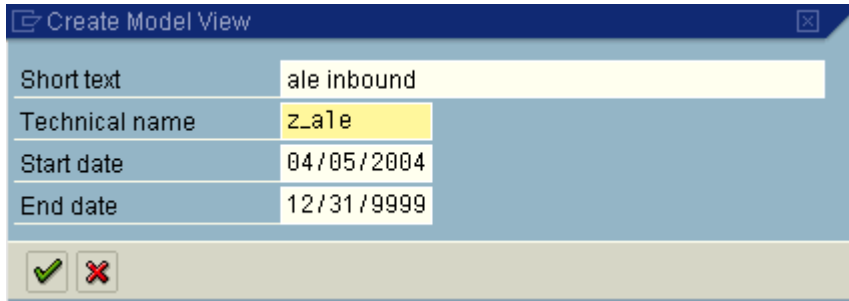 Create Model View
Short text ale inbound
Technical name z_ale
Start date 04/05/2004
End date 12/31/9999